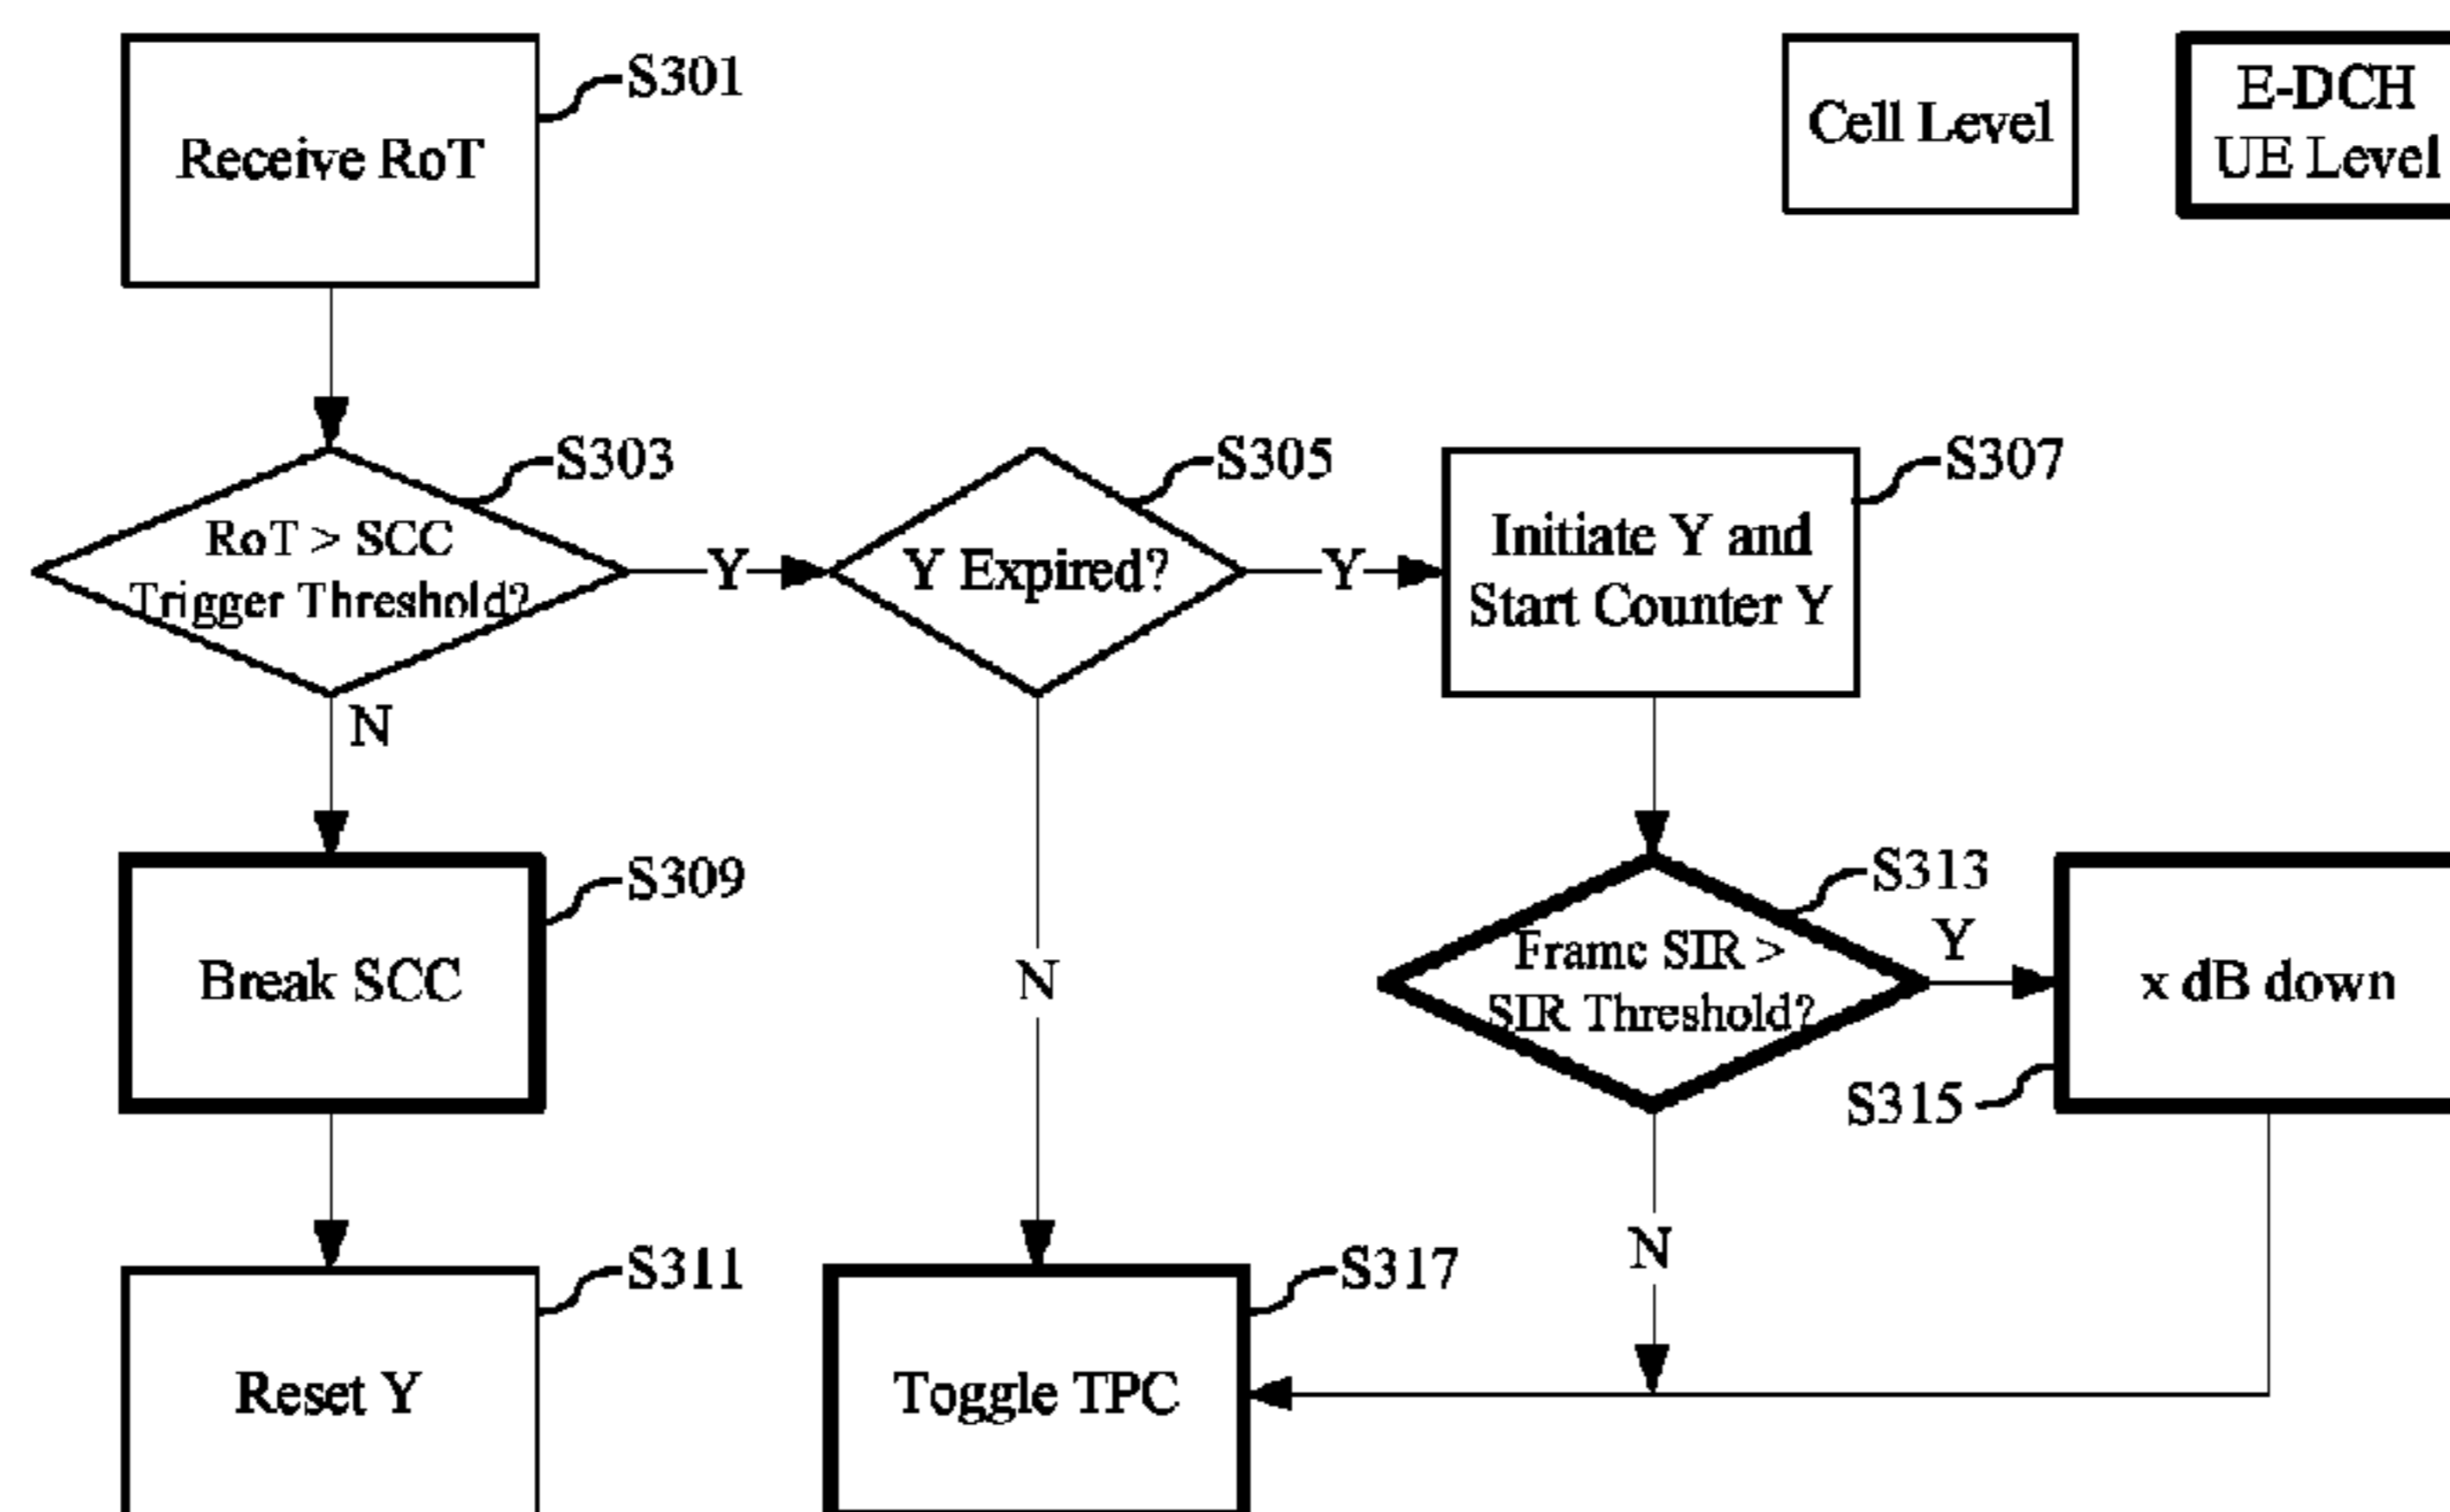 S301
Receive RoT
Cell Level
E-DCH
UE Level
S303
RoT > SCC
Trigger Threshold?
Y
S305
Y Expired?
Y
S307
Initiate Y and
Start Counter Y
N
S309
Break SCC
N
S313
Frame SIR >
SIR Threshold?
Y
x dB down
S315
N
S311
Reset Y
S317
Toggle TPC